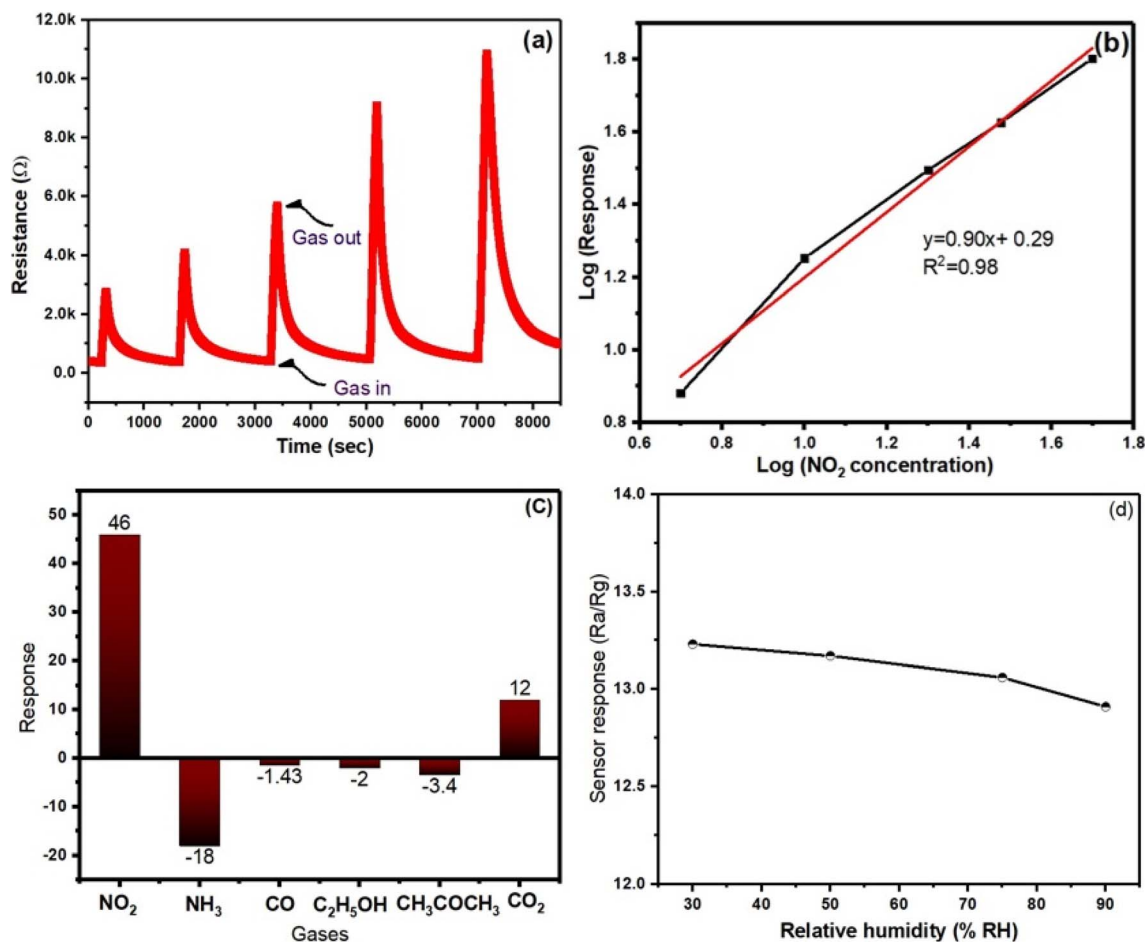 (a)
12.0k
10.0k
8.0k
6.0k
4.0k
2.0k
0.0
Resistance (Ω)
Gas out
Gas in
0 1000 2000 3000 4000 5000 6000 7000 8000
Time (sec)
(b)
1.8
1.6
1.4
1.2
1.0
0.8
Log (Response)
y=0.90x+ 0.29
R²=0.98
0.6 0.8 1.0 1.2 1.4 1.6 1.8
Log (NO₂ concentration)
(C)
50
40
30
20
10
0
-10
-20
Response
46
-18
-1.43
-2
-3.4
12
NO₂ NH₃ CO C₂H₅OH CH₃COCH₃ CO₂
Gases
(d)
14.0
13.5
13.0
12.5
12.0
Sensor response (Ra/Rg)
30 40 50 60 70 80 90
Relative humidity (% RH)